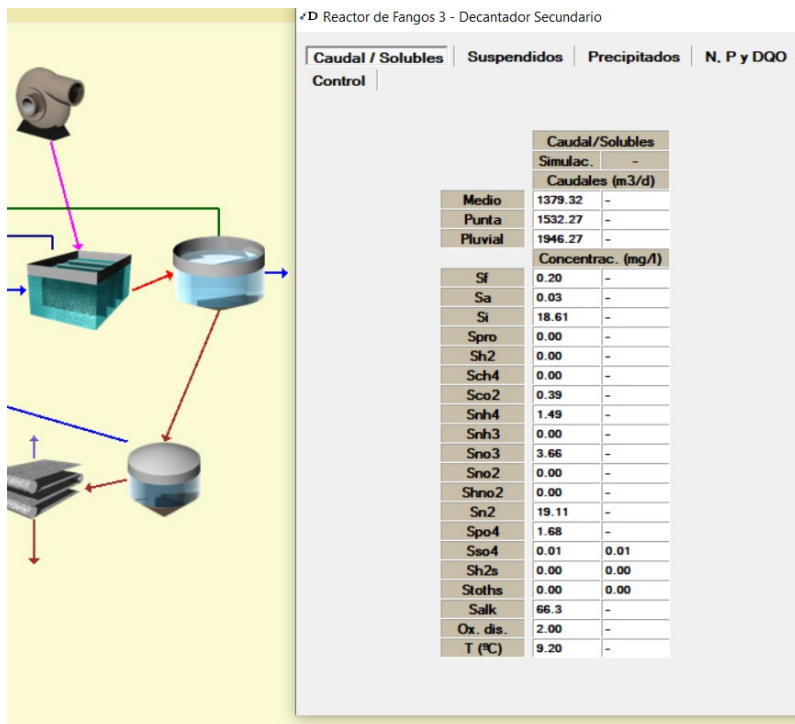 D Reactor de Fangos 3 - Decantador Secundario
Caudal / Solubles Suspendidos Precipitados N, P y DQO
Control
Caudal/Solubles
Simulac. -
Caudales (m3/d)
Medio 1379.32 -
Punta 1532.27 -
Pluvial 1946.27 -
Concentrac. (mg/l)
Sf 0.20 -
Sa 0.03 -
Si 18.61 -
Spro 0.00 -
Sh2 0.00 -
Sch4 0.00 -
Sco2 0.39 -
Snh4 1.49 -
Snh3 0.00 -
Sno3 3.66 -
Sno2 0.00 -
Shno2 0.00 -
Sn2 19.11 -
Spo4 1.68 -
Sso4 0.01 0.01
Sh2s 0.00 0.00
Stoths 0.00 0.00
Salk 66.3 -
Ox. dis. 2.00 -
T (ºC) 9.20 -